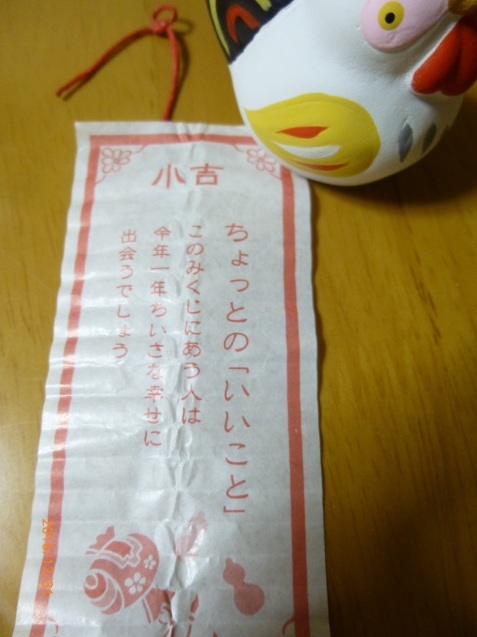 小吉
ちょっとの「いいこと」
このみくじにあう人は
今年一年ちいさな幸せに
出会うでしょう